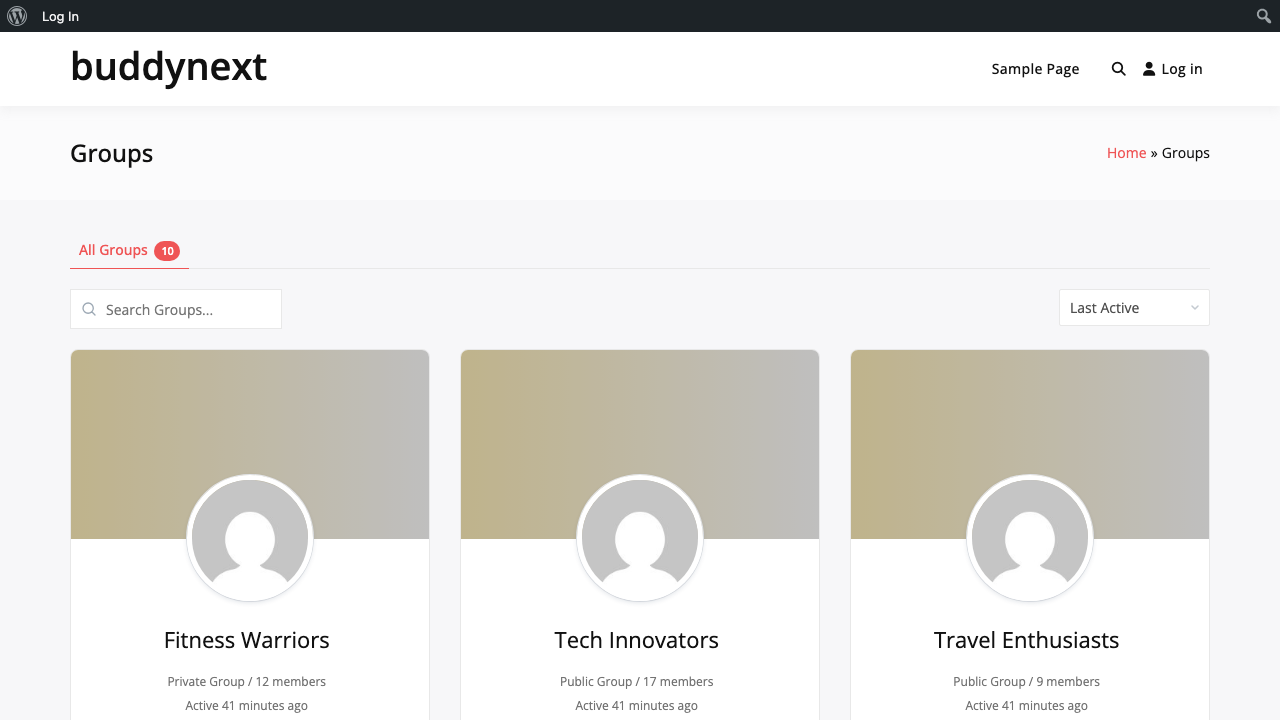 Log In
buddynext
Sample Page
Log in
Groups
Home » Groups
All Groups 10
Search Groups...
Last Active
Fitness Warriors
Private Group / 12 members
Active 41 minutes ago
Tech Innovators
Public Group / 17 members
Active 41 minutes ago
Travel Enthusiasts
Public Group / 9 members
Active 41 minutes ago